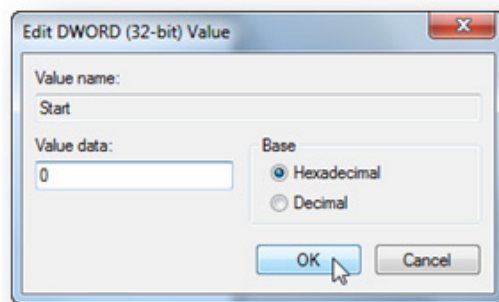 Edit DWORD (32-bit) Value
Value name:
Start
Value data:
0
Base
Hexadecimal
Decimal
OK
Cancel